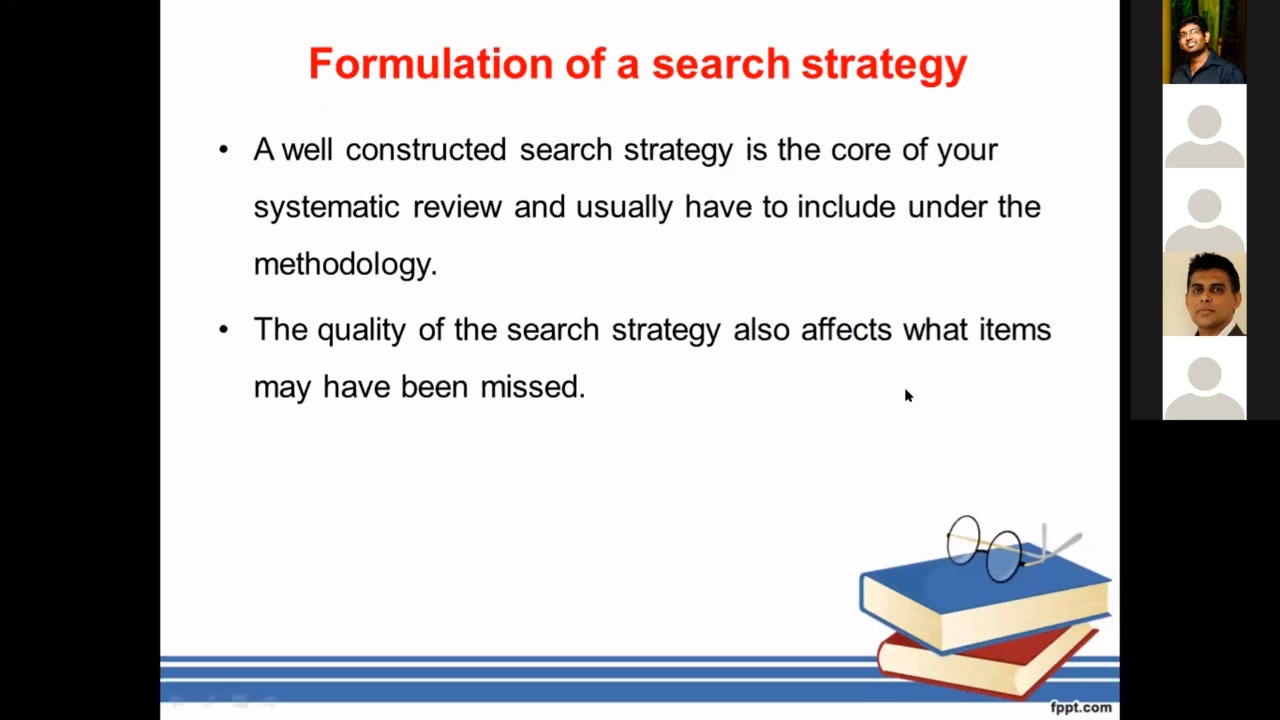 Formulation of a search strategy
• A well constructed search strategy is the core of your
systematic review and usually have to include under the
methodology.
• The quality of the search strategy also affects what items
may have been missed.
fppt.com